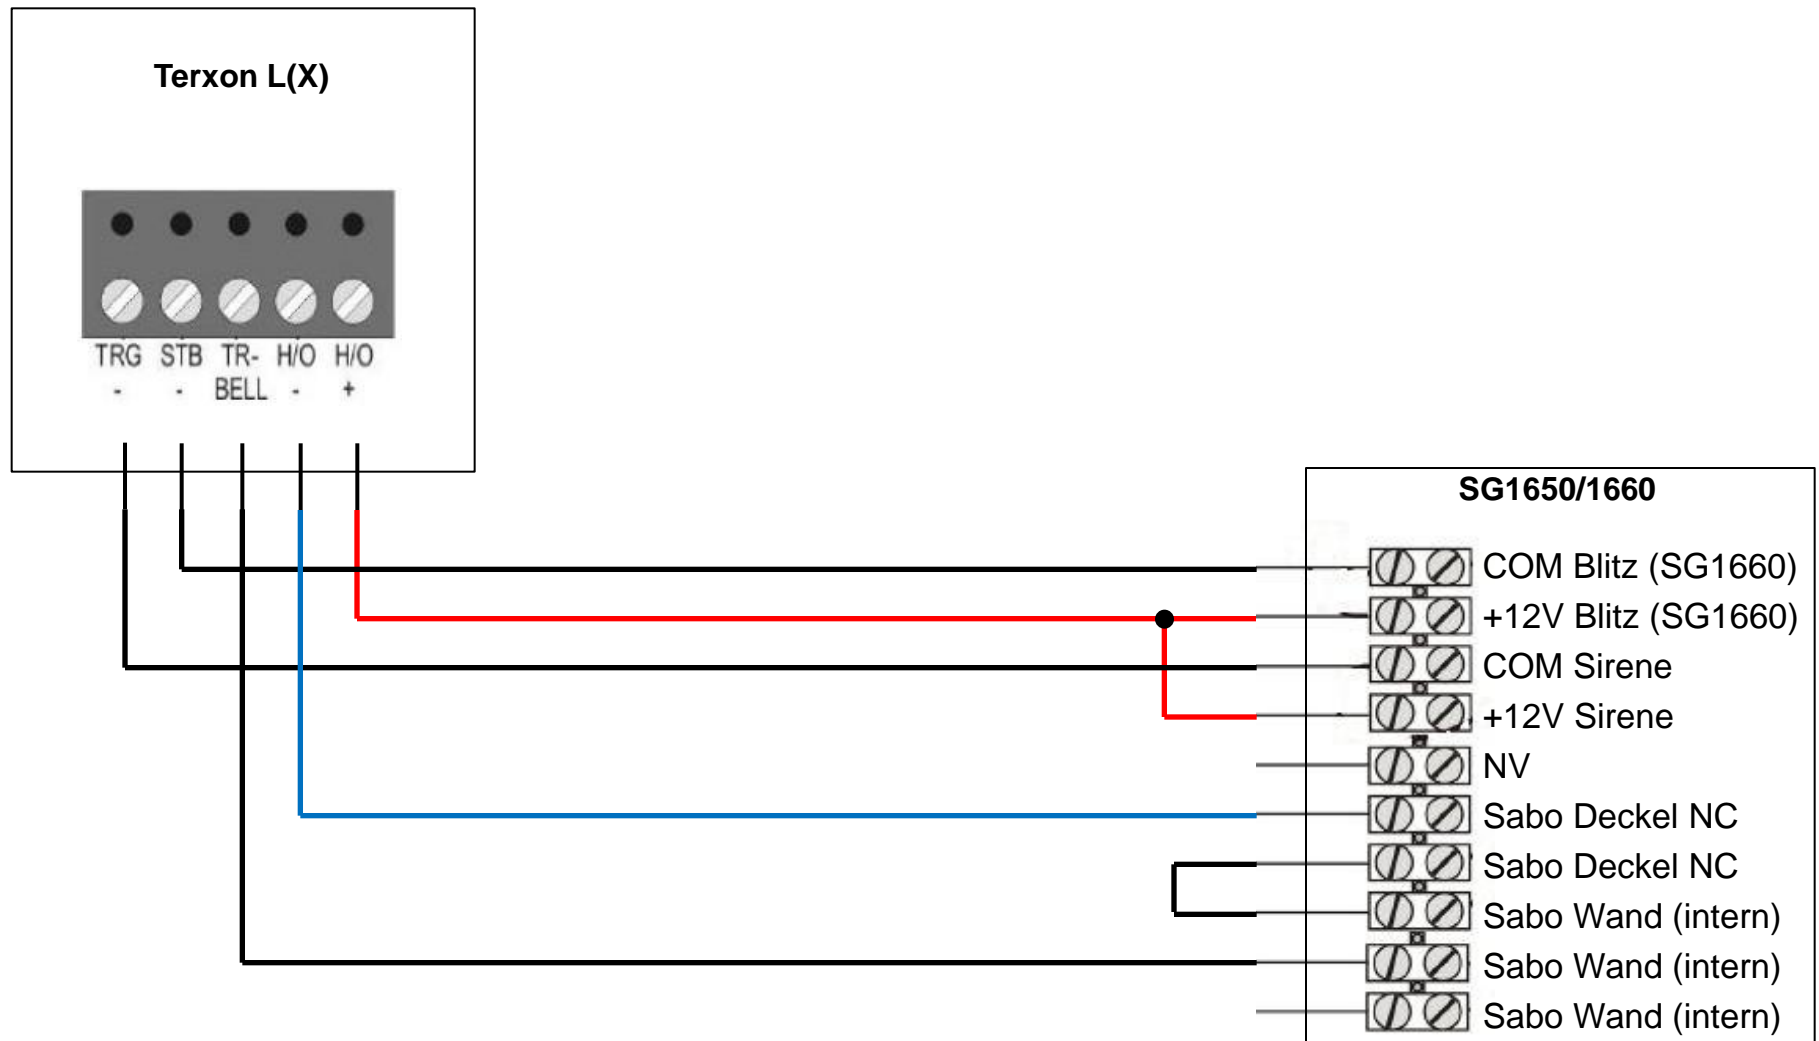 Terxon L(X)
TRG STB TR- H/O H/O
- - BELL - +
SG1650/1660
COM Blitz (SG1660)
+12V Blitz (SG1660)
COM Sirene
+12V Sirene
NV
Sabo Deckel NC
Sabo Deckel NC
Sabo Wand (intern)
Sabo Wand (intern)
Sabo Wand (intern)